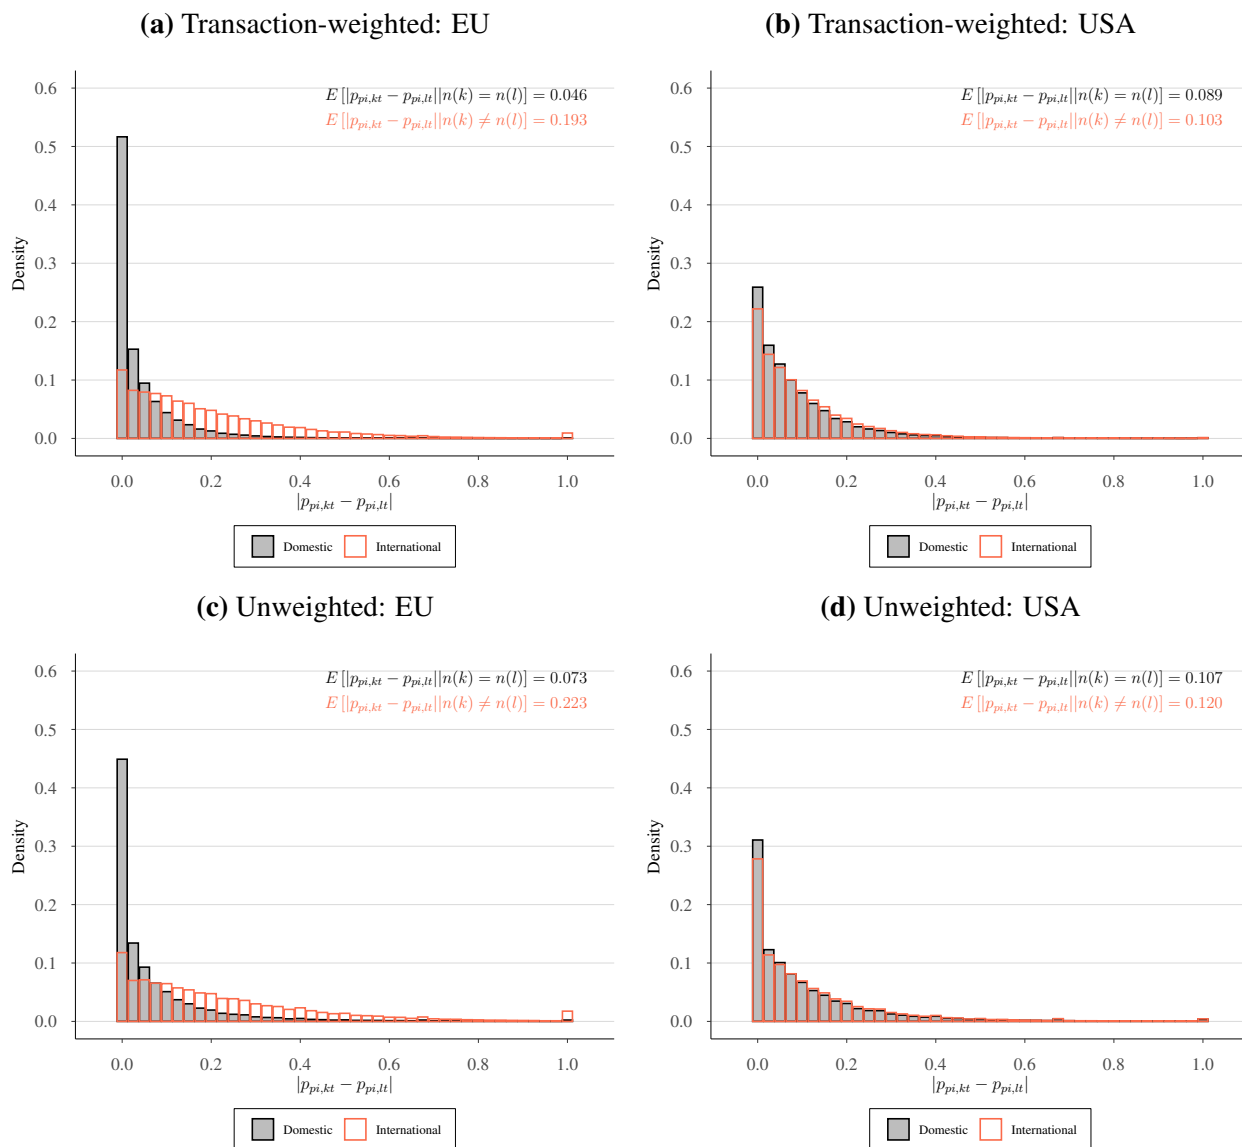 (a) Transaction-weighted: EU
E [|p_{pi,kt} − p_{pi,lt}||n(k) = n(l)] = 0.046
E [|p_{pi,kt} − p_{pi,lt}||n(k) ≠ n(l)] = 0.193
0.6
0.5
0.4
0.3
0.2
0.1
0.0
Density
0.0 0.2 0.4 0.6 0.8 1.0
|p_{pi,kt} − p_{pi,lt}|
Domestic International
(b) Transaction-weighted: USA
E [|p_{pi,kt} − p_{pi,lt}||n(k) = n(l)] = 0.089
E [|p_{pi,kt} − p_{pi,lt}||n(k) ≠ n(l)] = 0.103
0.6
0.5
0.4
0.3
0.2
0.1
0.0
Density
0.0 0.2 0.4 0.6 0.8 1.0
|p_{pi,kt} − p_{pi,lt}|
Domestic International
(c) Unweighted: EU
E [|p_{pi,kt} − p_{pi,lt}||n(k) = n(l)] = 0.073
E [|p_{pi,kt} − p_{pi,lt}||n(k) ≠ n(l)] = 0.223
0.6
0.5
0.4
0.3
0.2
0.1
0.0
Density
0.0 0.2 0.4 0.6 0.8 1.0
|p_{pi,kt} − p_{pi,lt}|
Domestic International
(d) Unweighted: USA
E [|p_{pi,kt} − p_{pi,lt}||n(k) = n(l)] = 0.107
E [|p_{pi,kt} − p_{pi,lt}||n(k) ≠ n(l)] = 0.120
0.6
0.5
0.4
0.3
0.2
0.1
0.0
Density
0.0 0.2 0.4 0.6 0.8 1.0
|p_{pi,kt} − p_{pi,lt}|
Domestic International